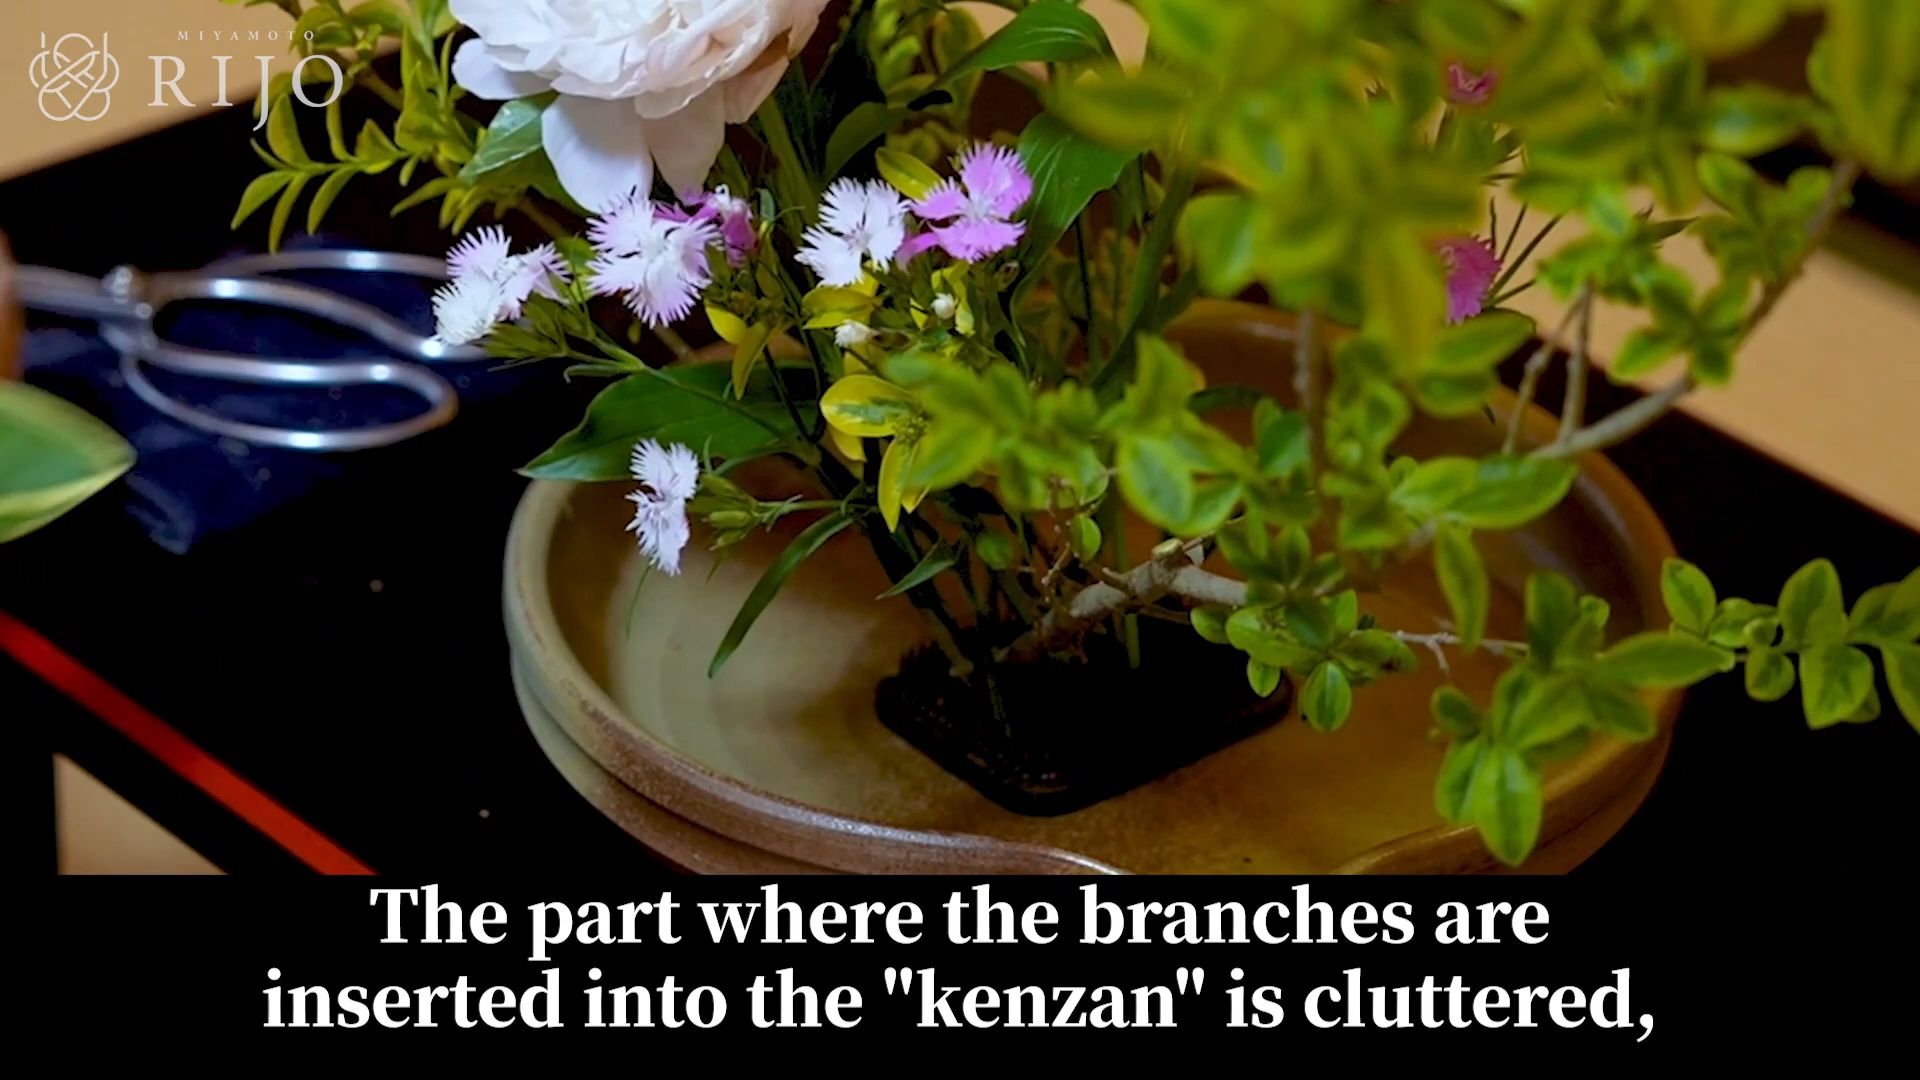 MIYAMOTO
RIJO
The part where the branches are
inserted into the "kenzan" is cluttered,